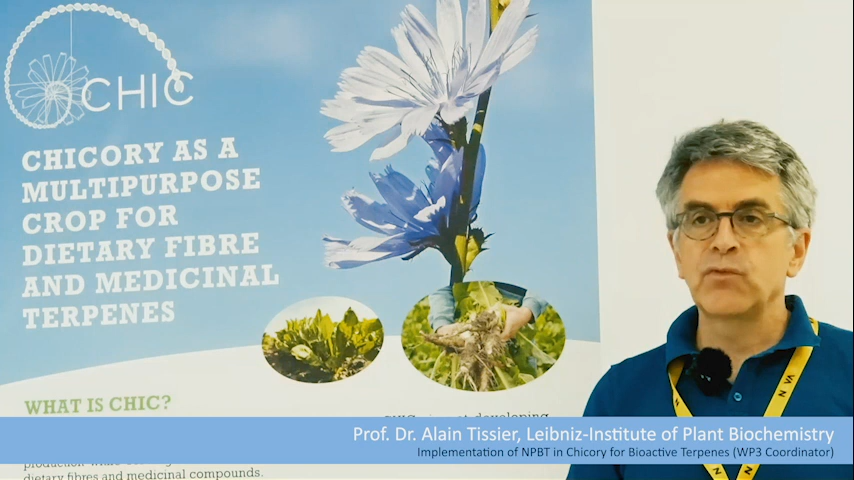 CHIC
CHICORY AS A
MULTIPURPOSE
CROP FOR
DIETARY FIBRE
AND MEDICINAL
TERPENES
WHAT IS CHIC?
Prof. Dr. Alain Tissier, Leibniz-Institute of Plant Biochemistry
Implementation of NPBT in Chicory for Bioactive Terpenes (WP3 Coordinator)
dietary fibres and medicinal compounds.
NOVA